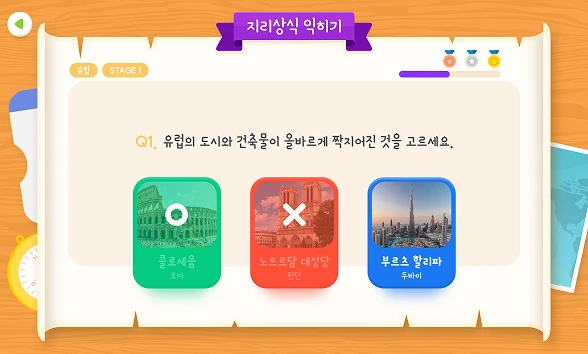 지리상식 익히기
유럽 STAGE 1
Q1. 유럽의 도시와 건축물이 올바르게 짝지어진 것을 고르세요.
콜로세움
로마
노트르담 대성당
런던
부르즈 할리파
두바이